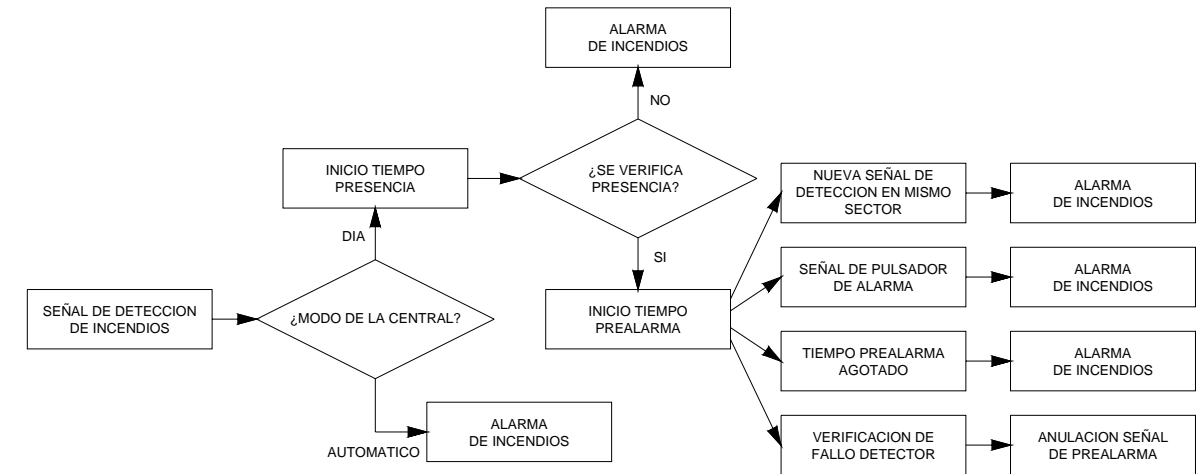 ALARMA
DE INCENDIOS
NO
INICIO TIEMPO
PRESENCIA
¿SE VERIFICA
PRESENCIA?
NUEVA SEÑAL DE
DETECCION EN MISMO
SECTOR
ALARMA
DE INCENDIOS
DIA
SI
SEÑAL DE DETECCION
DE INCENDIOS
¿MODO DE LA CENTRAL?
INICIO TIEMPO
PREALARMA
SEÑAL DE PULSADOR
DE ALARMA
ALARMA
DE INCENDIOS
TIEMPO PREALARMA
AGOTADO
ALARMA
DE INCENDIOS
AUTOMATICO
ALARMA
DE INCENDIOS
VERIFICACION DE
FALLO DETECTOR
ANULACION SEÑAL
DE PREALARMA